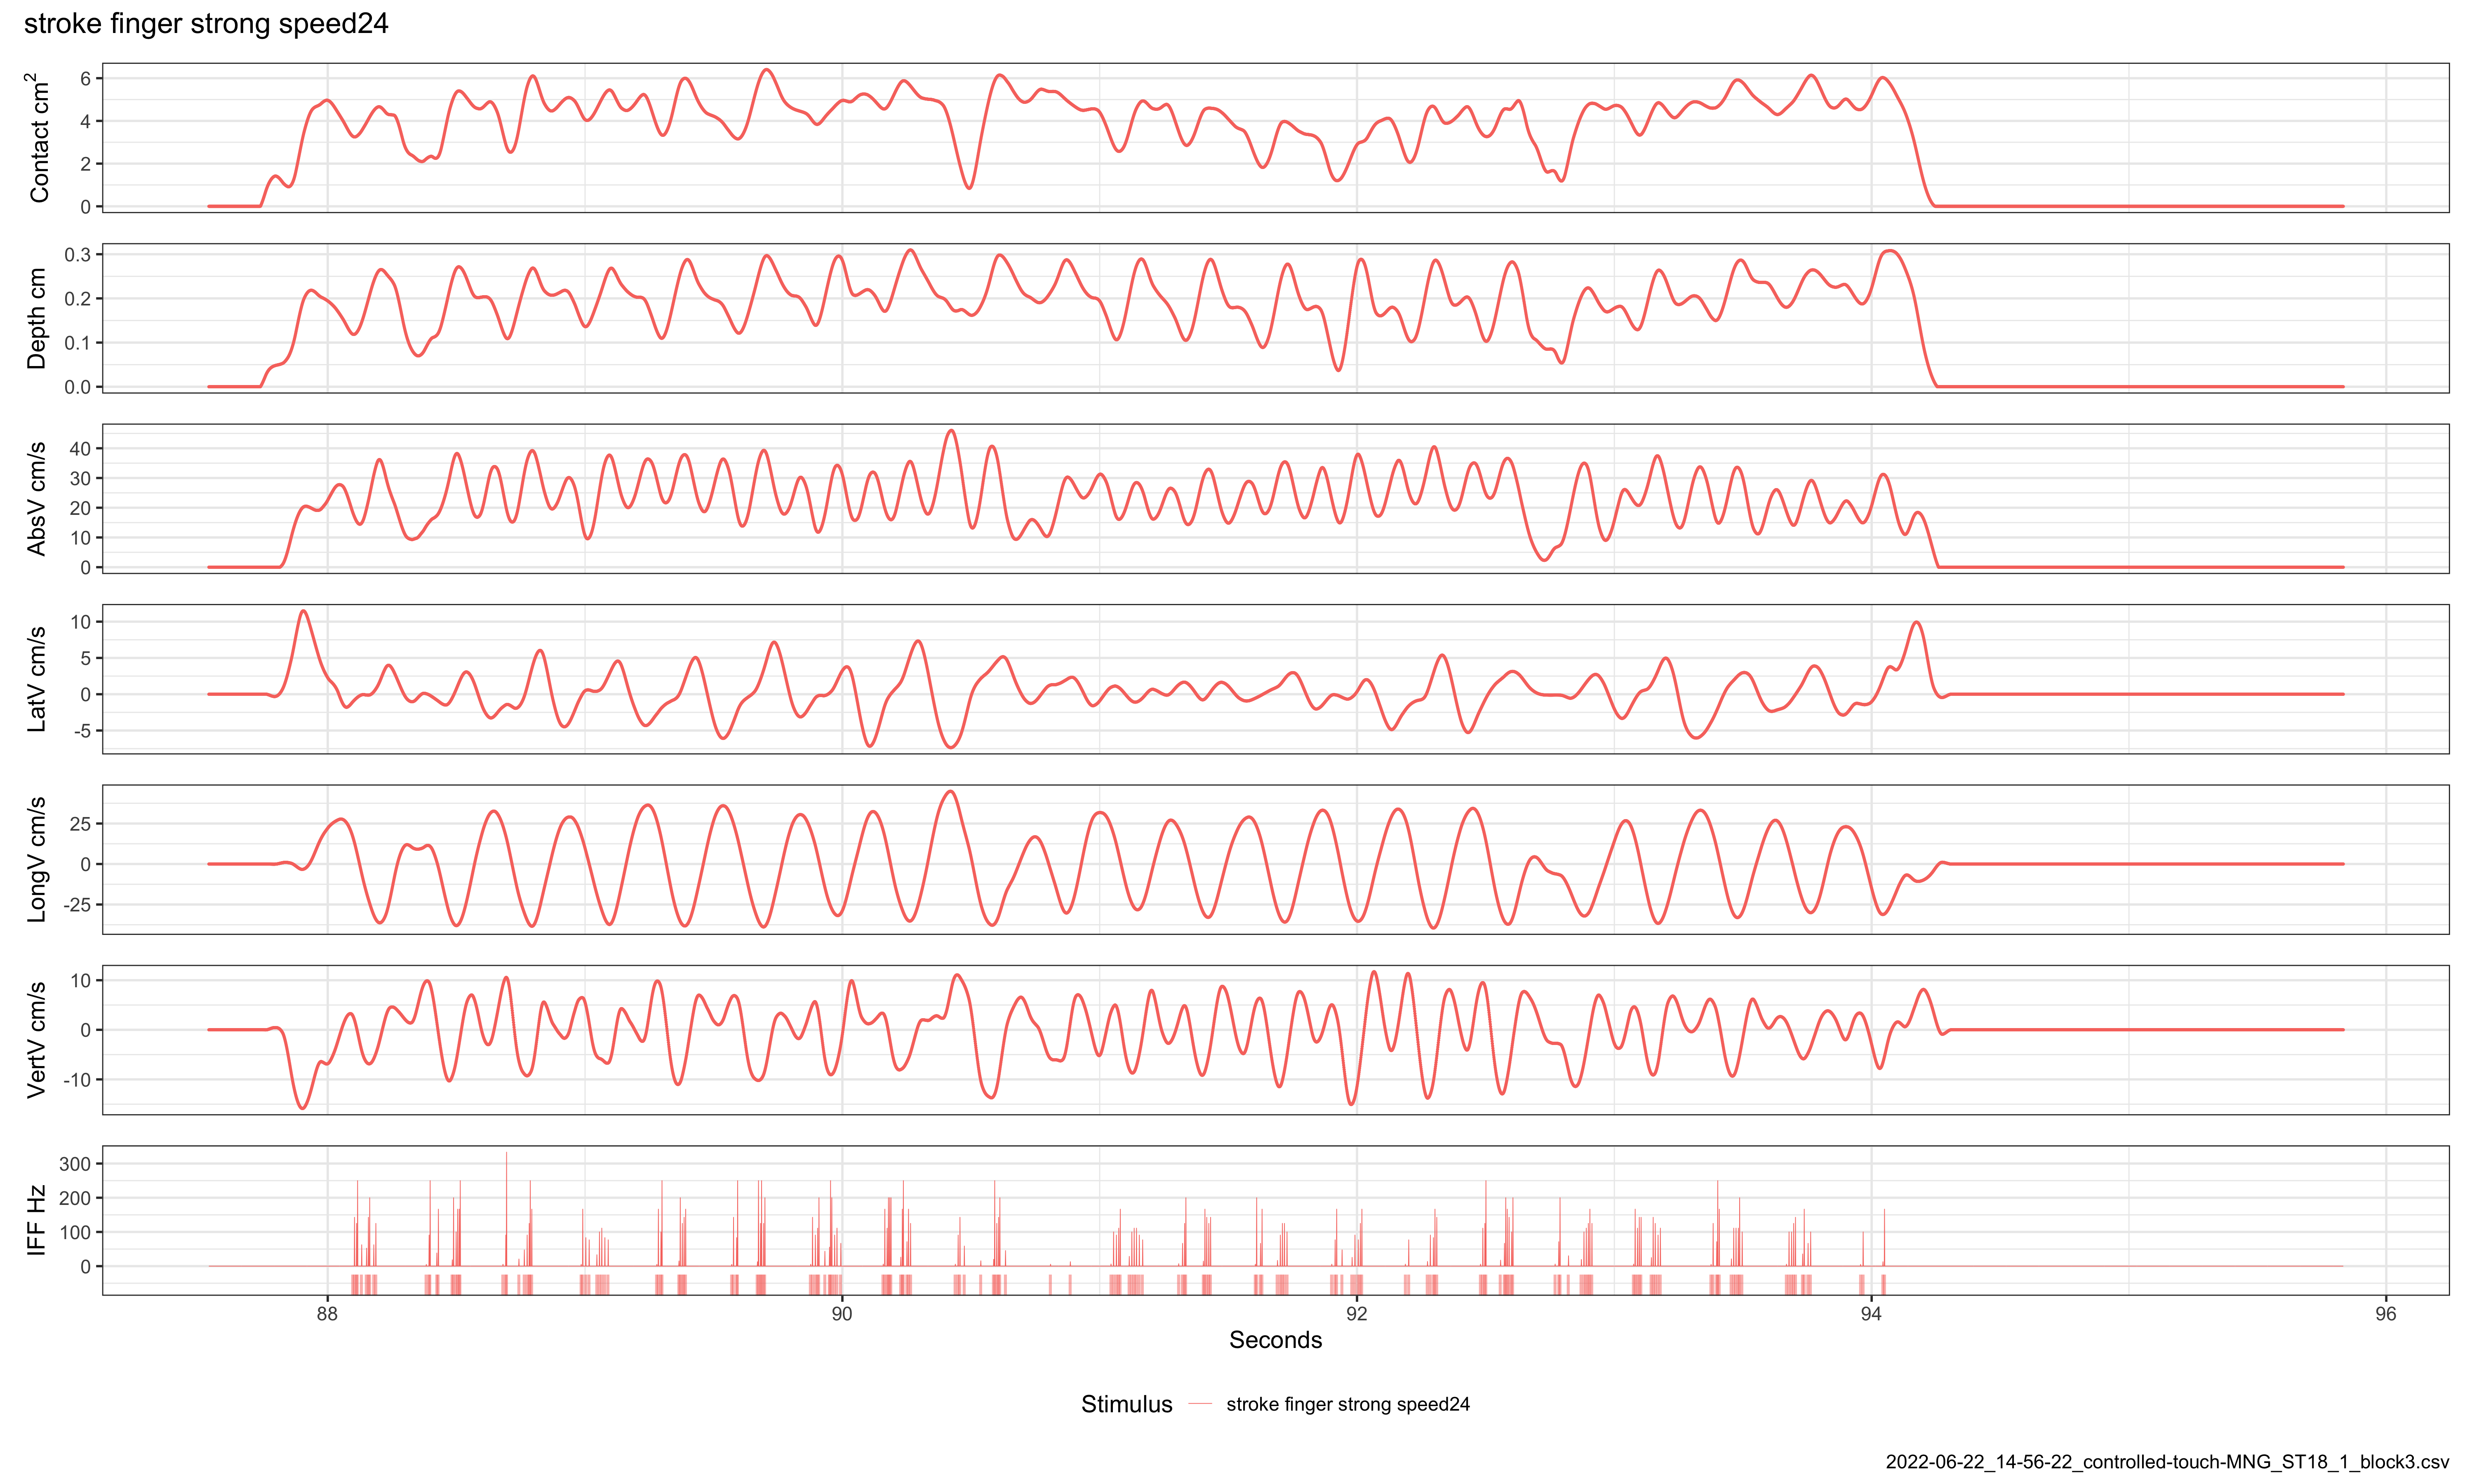 stroke finger strong speed24
Contact cm²
6
4
2
0
Depth cm
0.3
0.2
0.1
0.0
AbsV cm/s
40
30
20
10
0
LatV cm/s
10
5
0
-5
LongV cm/s
25
0
-25
VertV cm/s
10
0
-10
IFF Hz
300
200
100
0
88 90 92 94 96
Seconds
Stimulus stroke finger strong speed24
2022-06-22_14-56-22_controlled-touch-MNG_ST18_1_block3.csv